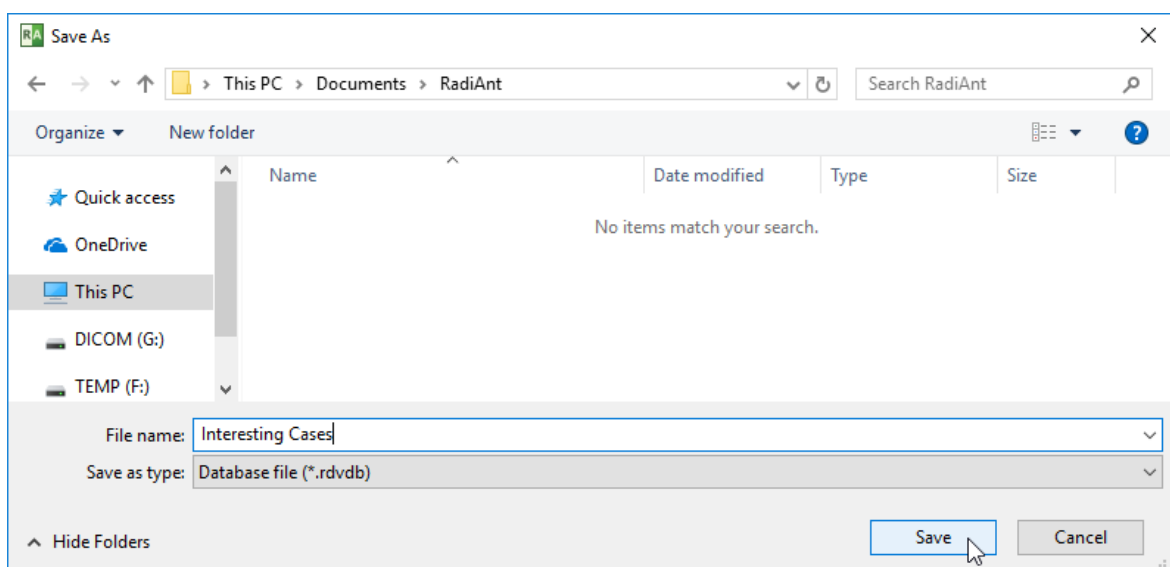 RA Save As
This PC > Documents > RadiAnt
Search RadiAnt
Organize
New folder
?
Name
Date modified
Type
Size
Quick access
OneDrive
This PC
DICOM (G:)
TEMP (F:)
No items match your search.
File name: Interesting Cases
Save as type: Database file (*.rdvdb)
Hide Folders
Save
Cancel